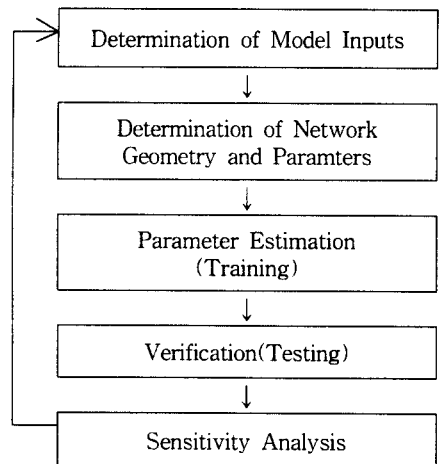 Determination of Model Inputs
Determination of Network
Geometry and Paramters
Parameter Estimation
(Training)
Verification(Testing)
Sensitivity Analysis